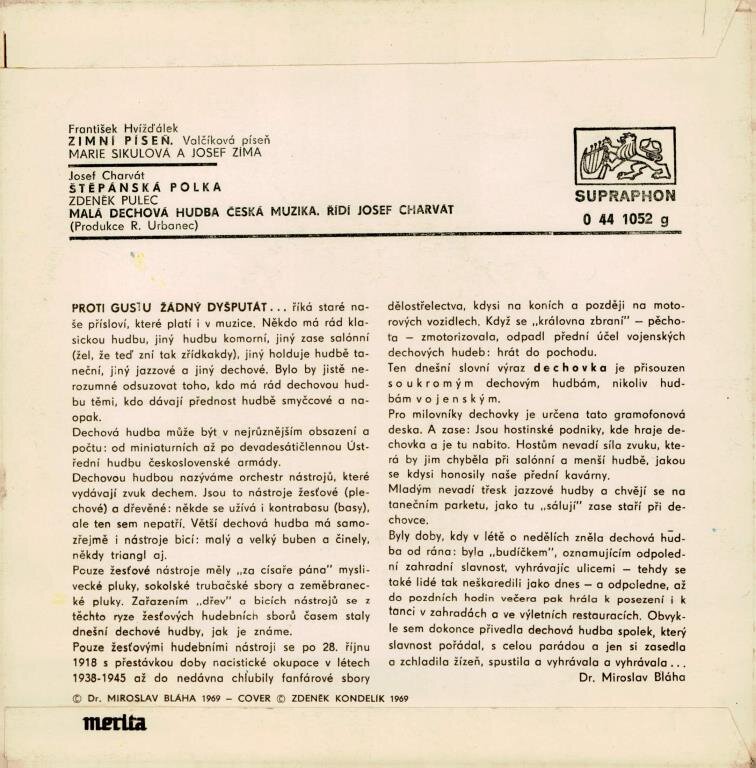 František Hvížďálek
ZIMNÍ PÍSEŇ. Valčíková píseň
MARIE SIKULOVÁ A JOSEF ZÍMA
Josef Charvát
ŠTĚPÁNSKÁ POLKA
ZDENĚK PULEC
MALÁ DECHOVÁ HUDBA ČESKÁ MUZIKA. ŘÍDÍ JOSEF CHARVÁT
(Produkce R. Urbanec)
SUPRAPHON
0 44 1052 g
PROTI GUSTU ŽÁDNÝ DYŠPUTÁT... říká staré na-
še přísloví, které platí i v muzice. Někdo má rád kla-
sickou hudbu, jiný hudbu komorní, jiný zase salónní
(žel, že teď zní tak zřídkakdy), jiný holduje hudbě ta-
neční, jiný jazzové a jiný dechové. Bylo by jistě ne-
rozumné odsuzovat toho, kdo má rád dechovou hud-
bu těmi, kdo dávají přednost hudbě smyčcové a na-
opak.
Dechová hudba může být v nejrůznějším obsazení a
počtu: od miniaturních až po devadesátičlennou Úst-
řední hudbu československé armády.
Dechovou hudbou nazýváme orchestr nástrojů, které
vydávají zvuk dechem. Jsou to nástroje žesťové (ple-
chové) a dřevěné: někde se užívá i kontrabasu (basy),
ale ten sem nepatří. Větší dechová hudba má samo-
zřejmě i nástroje bicí: malý a velký buben a činely,
někdy triangl aj.
Pouze žesťové nástroje měly „za císaře pána" mysli-
vecké pluky, sokolské trubačské sbory a zeměbranec-
ké pluky. Zařazením „dřev" a bicích nástrojů se z
těchto ryze žesťových hudebních sborů časem staly
dnešní dechové hudby, jak je známe.
Pouze žesťovými hudebními nástroji se po 28. říjnu
1918 s přestávkou doby nacistické okupace v létech
1938-1945 až do nedávna chlubily fanfárové sbory
dělostřelectva, kdysi na koních a později na moto-
rových vozidlech. Když se „královna zbraní" – pěcho-
ta – zmotorizovala, odpadl přední účel vojenských
dechových hudeb: hrát do pochodu.
Ten dnešní slovní výraz dechovka je přisouzen
soukromým dechovým hudbám, nikoliv hud-
bám vojenským.
Pro milovníky dechovky je určena tato gramofonová
deska. A zase: Jsou hostinské podniky, kde hraje de-
chovka a je tu nabito. Hostům nevadí síla zvuku, kte-
rá by jim chyběla při salónní a menší hudbě, jakou
se kdysi honosily naše přední kavárny.
Mladým nevadí třesk jazzové hudby a chvějí se na
tanečním parketu, jako tu „sálují" zase staří při de-
chovce.
Byly doby, kdy v létě o nedělích zněla dechová hud-
ba od rána: byla „budíčkem", oznamujícím odpoled-
ní zahradní slavnost, vyhrávajíc ulicemi – tehdy se
také lidé tak neškaredili jako dnes – a odpoledne, až
do pozdních hodin večera pak hrála k posezení i k
tanci v zahradách a ve výletních restauracích. Obvyk-
le sem dokonce přivedla dechová hudba spolek, který
slavnost pořádal, s celou parádou a jen si zasedla
a zchladila žízeň, spustila a vyhrávala a vyhrávala...
Dr. Miroslav Bláha
© Dr. MIROSLAV BLÁHA 1969 – COVER © ZDENĚK KONDELIK 1969
merita